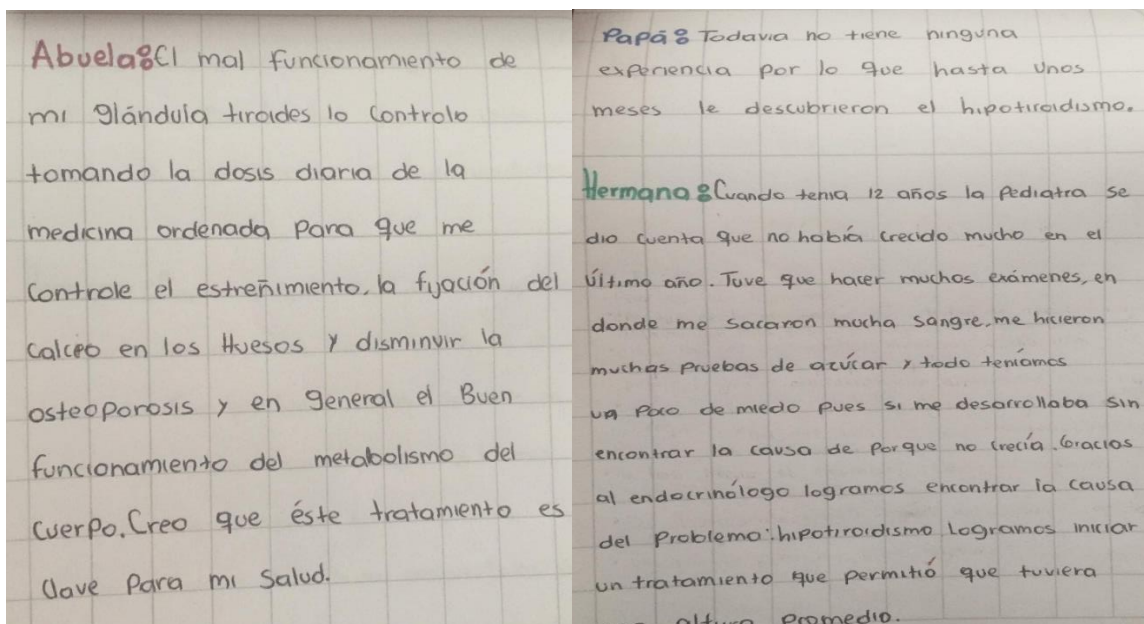 Abuela: El mal funcionamiento de
mi glándula tiroides lo controlo
tomando la dosis diaria de la
medicina ordenada para que me
controle el estreñimiento, la fijación del
calceo en los Huesos y disminuir la
osteoporosis y en general el Buen
funcionamiento del metabolismo del
cuerpo. Creo que éste tratamiento es
clave para mi salud.
Papá: Todavia no tiene ninguna
experiencia por lo que hasta unos
meses le descubrieron el hipotiroidismo.
Hermana: Cuando tenia 12 años la pediatra se
dio cuenta que no había crecido mucho en el
último año. Tuve que hacer muchos exámenes, en
donde me sacaron mucha sangre, me hicieron
muchas pruebas de azúcar y todo teníamos
un poco de miedo pues si me desarrollaba sin
encontrar la causa de porque no crecía. Gracias
al endocrinólogo logramos encontrar la causa
del problema: hipotiroidismo Logramos iniciar
un tratamiento que permitió que tuviera
promedio.